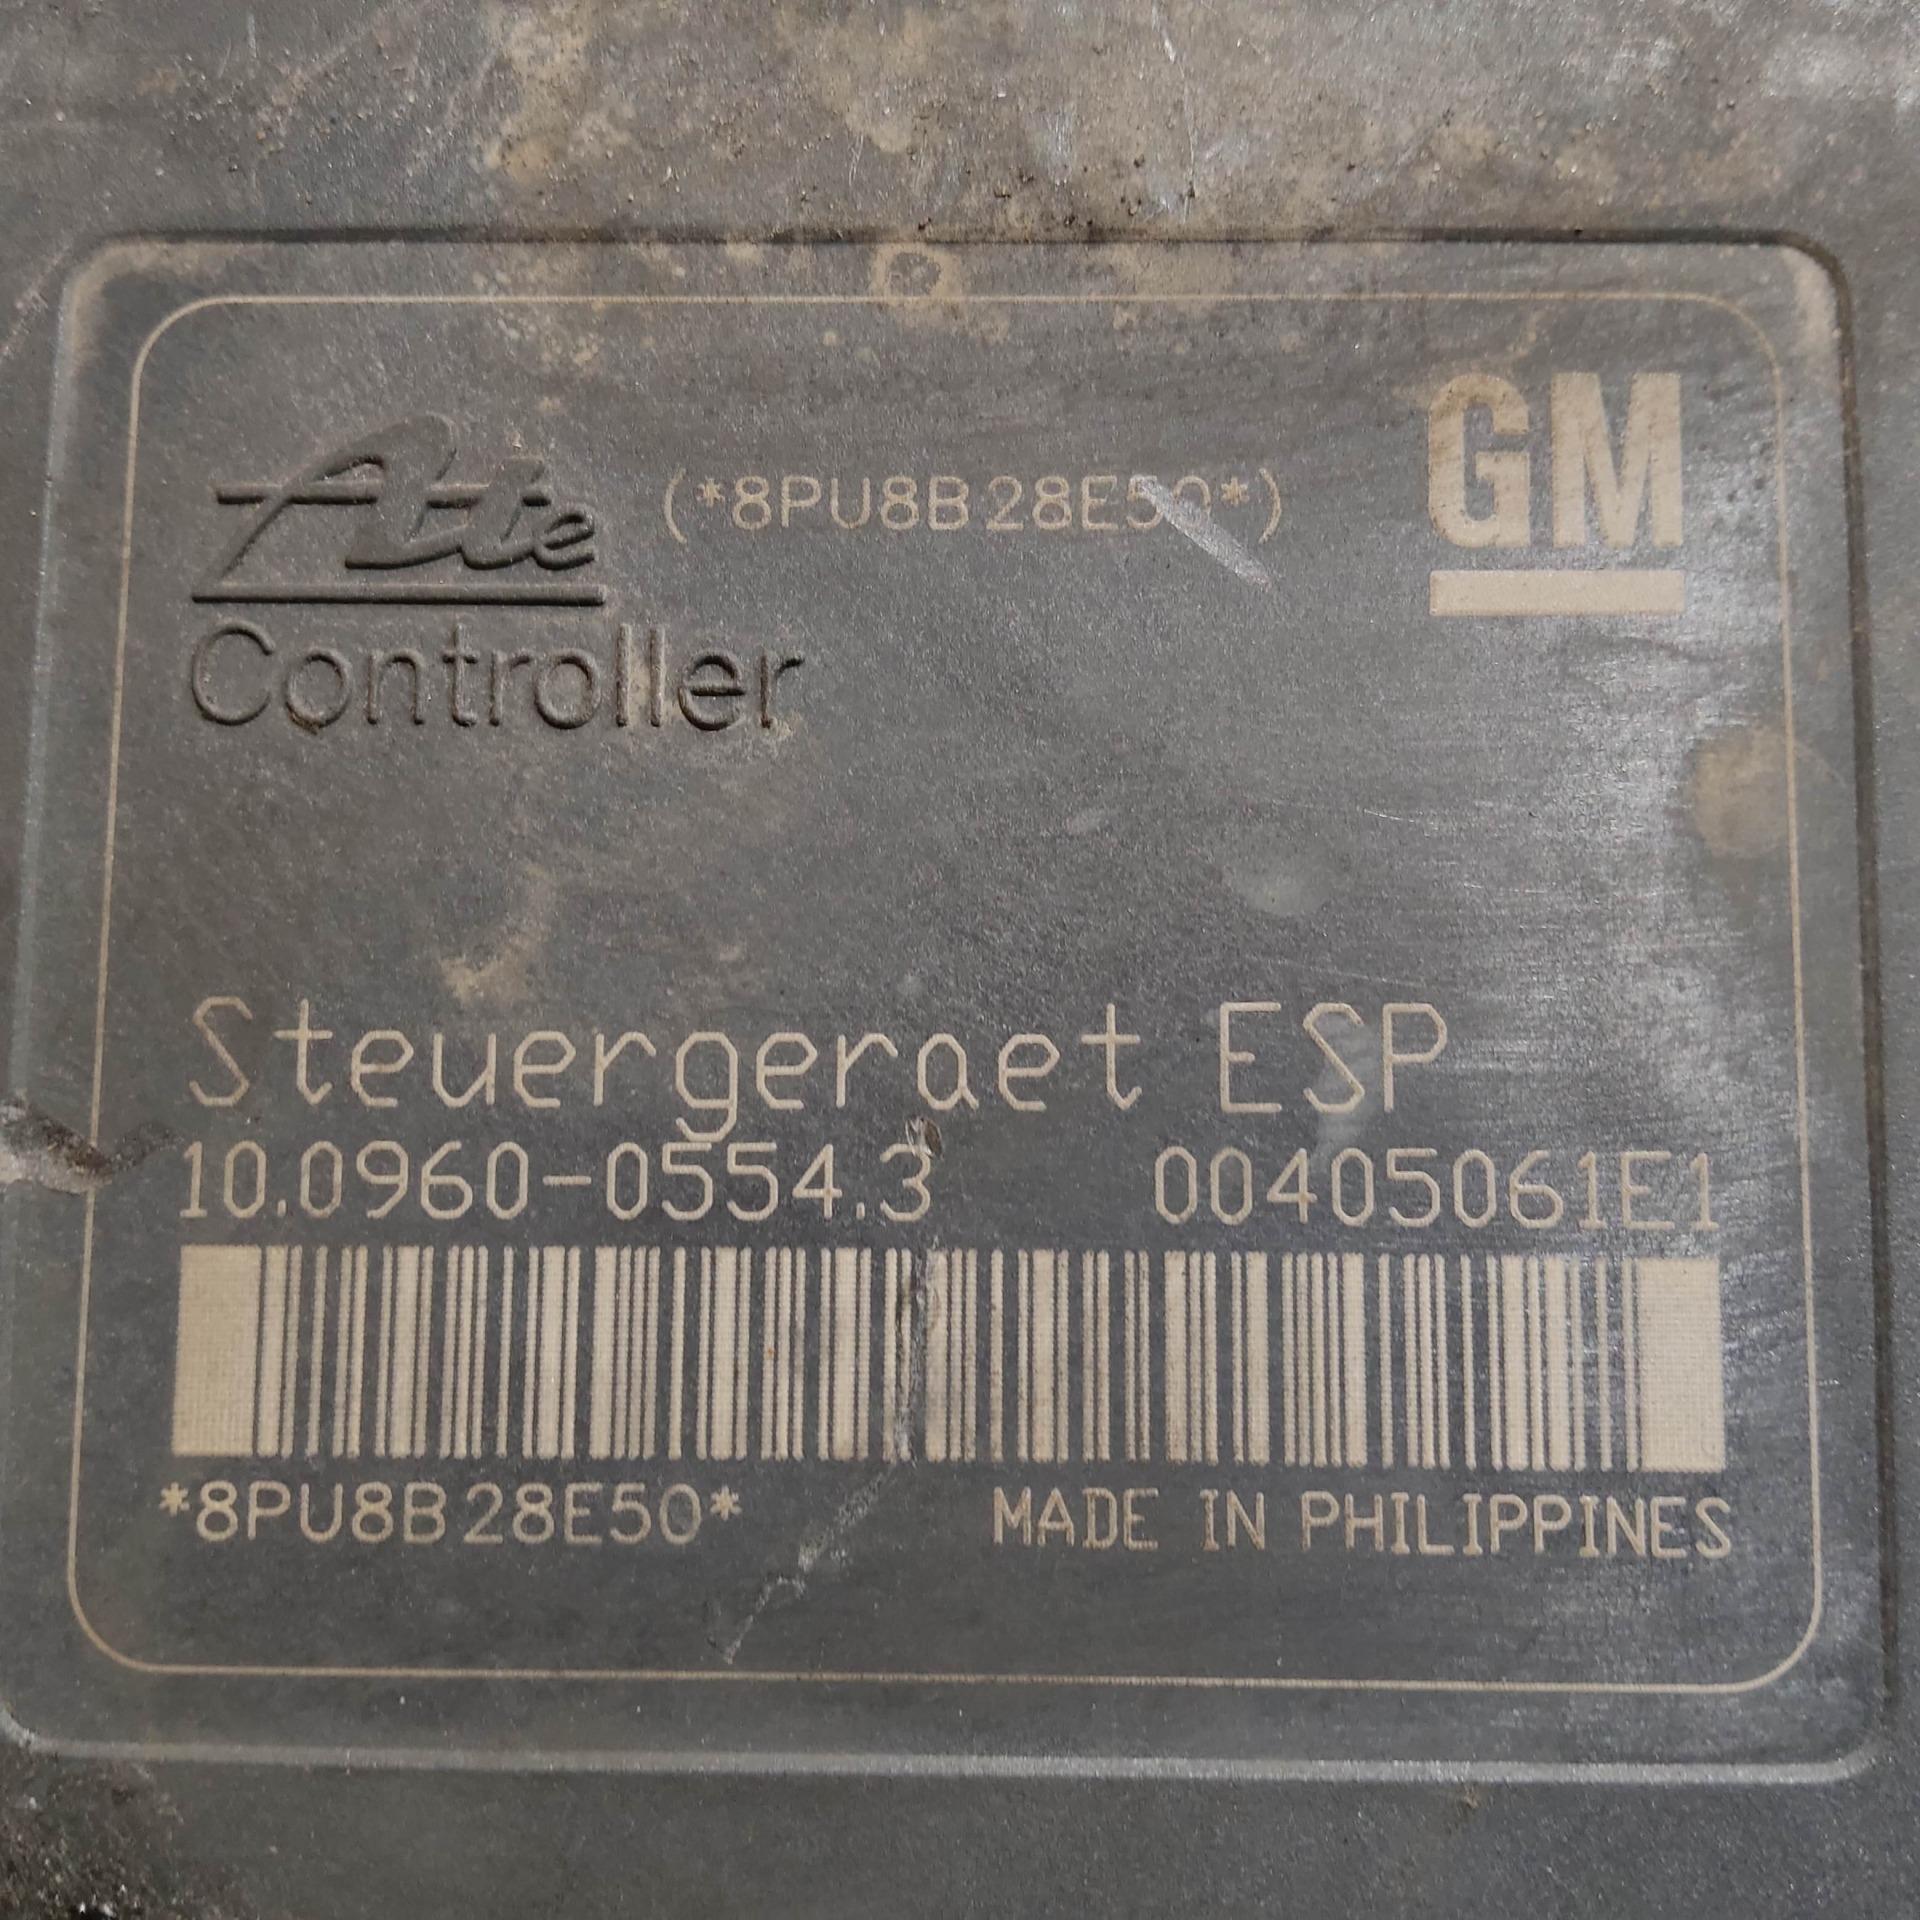 Ate (*8PU8B28E50*) GM
Controller
Steuergeraet ESP
10.0960-0554.3 00405061E1
*8PU8B28E50* MADE IN PHILIPPINES